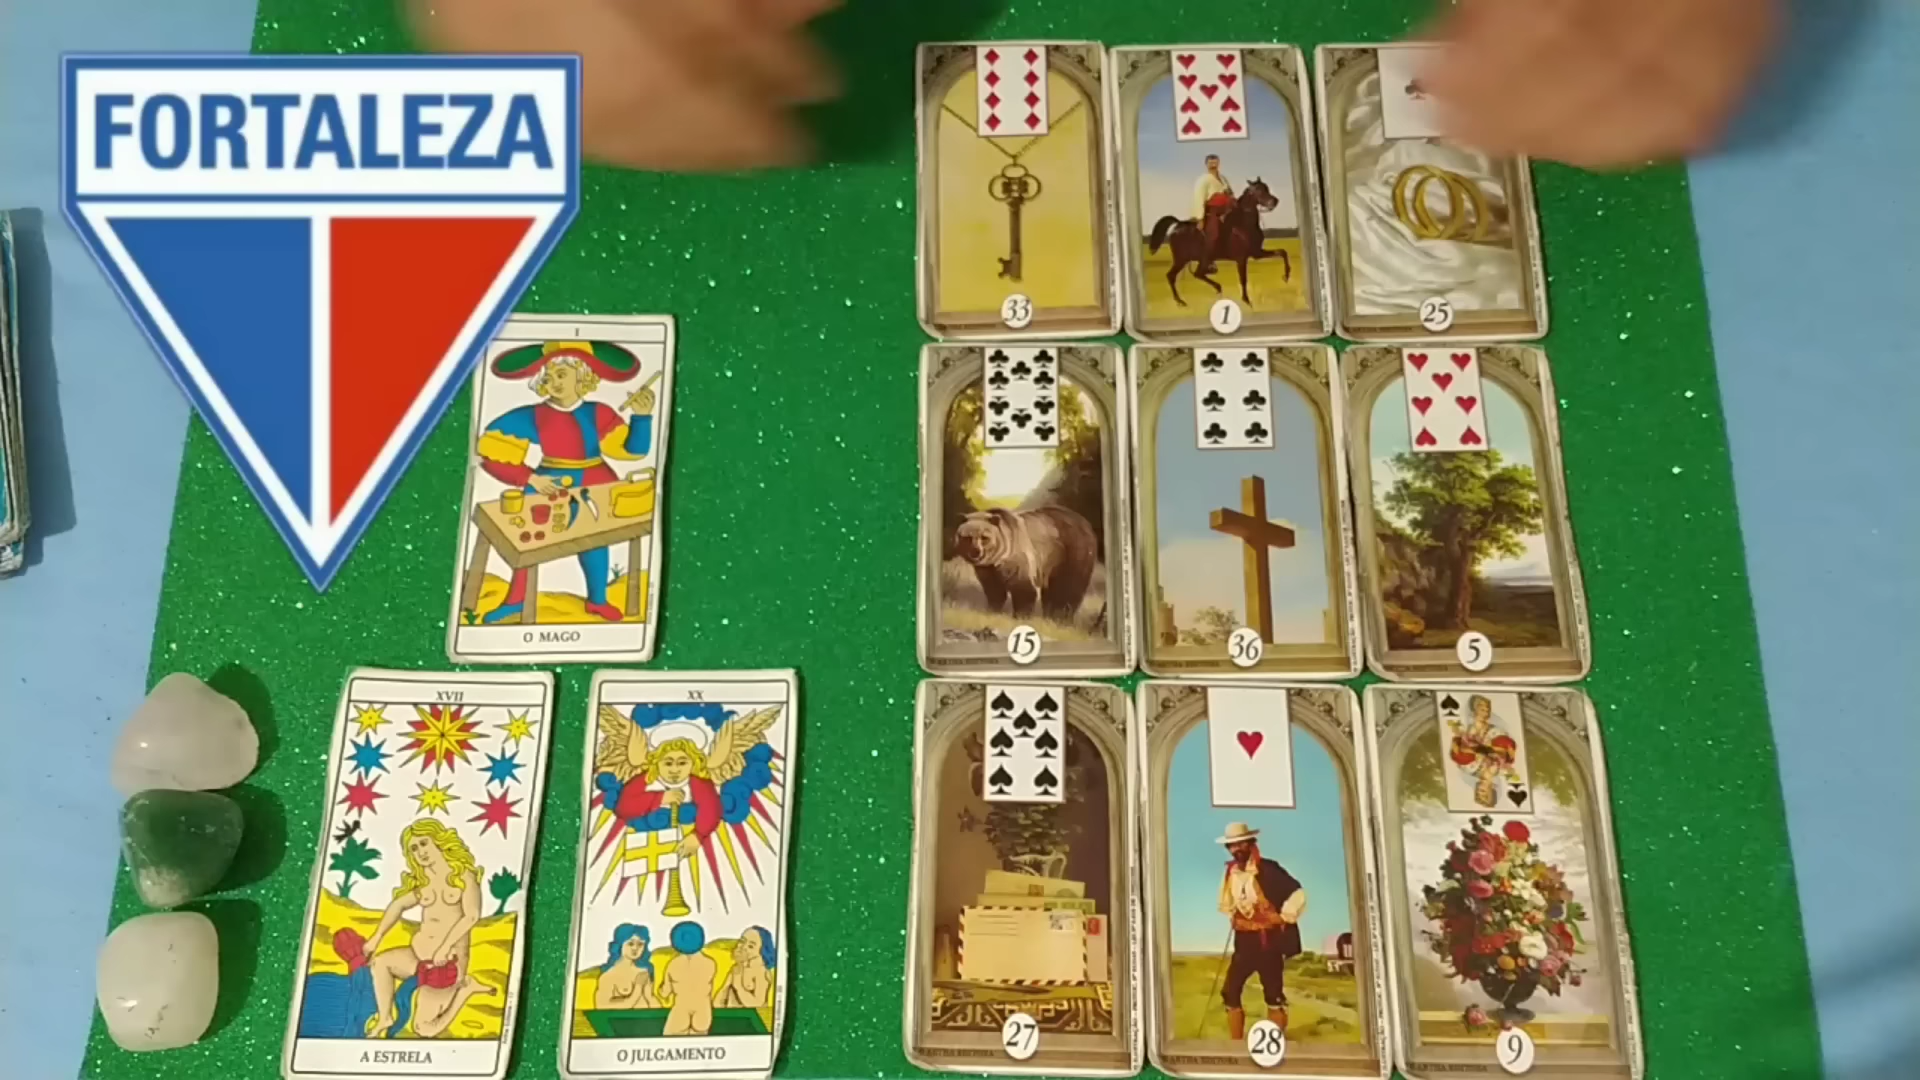 FORTALEZA
I
O MAGO
XVII
A ESTRELA
XX
O JULGAMENTO
33
1
25
15
36
5
27
28
9